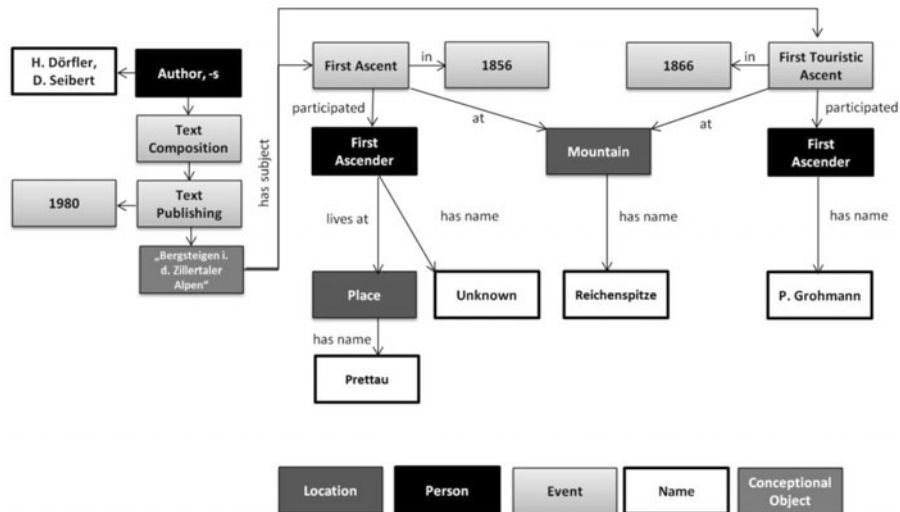 H. Dörfler,
D. Seibert
Author, -s
Text
Composition
1980
Text
Publishing
„Bergsteigen i.
d. Zillertaler
Alpen“
has subject
First Ascent
in
1856
1866
in
First Touristic
Ascent
participated
at
at
participated
First
Ascender
Mountain
First
Ascender
lives at
has name
has name
has name
Place
Unknown
Reichenspitze
P. Grohmann
has name
Prettau
Location
Person
Event
Name
Conceptional
Object